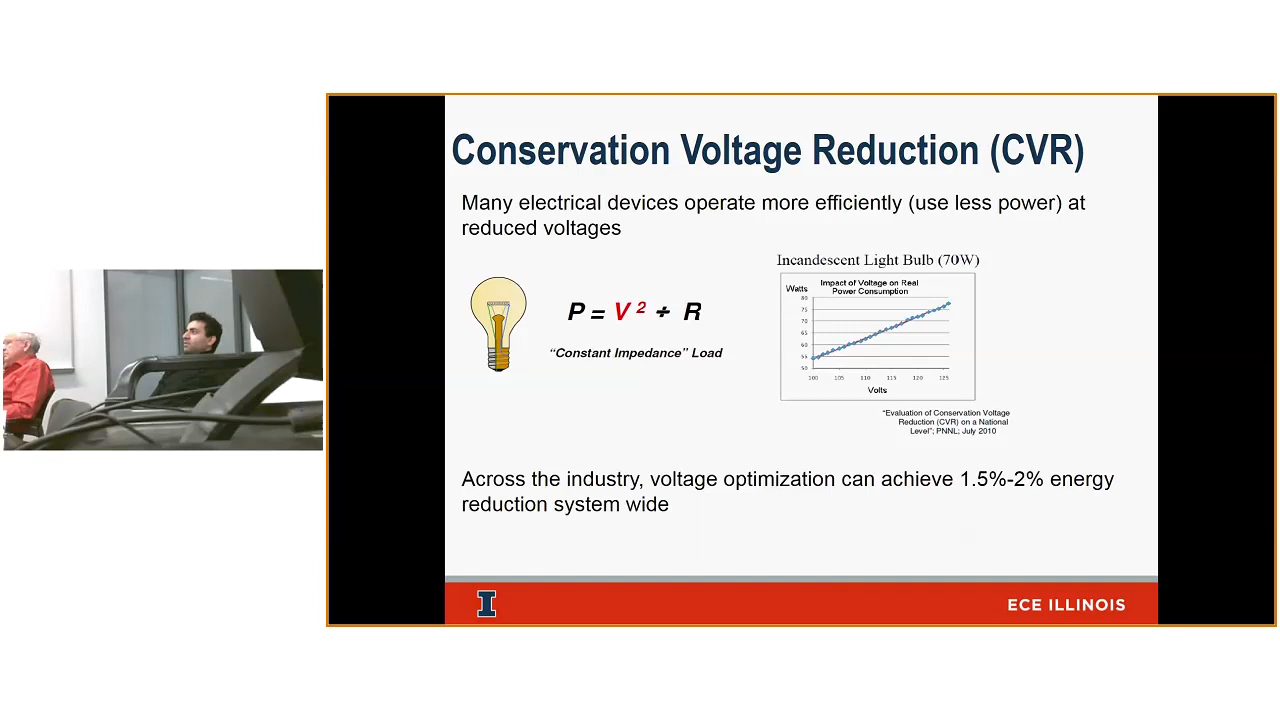 Conservation Voltage Reduction (CVR)
Many electrical devices operate more efficiently (use less power) at
reduced voltages
P = V 2 ÷ R
“Constant Impedance” Load
Incandescent Light Bulb (70W)
Impact of Voltage on Real
Power Consumption
Watts
80
75
70
65
60
55
50
100 105 110 115 120 125
Volts
“Evaluation of Conservation Voltage
Reduction (CVR) on a National
Level”; PNNL; July 2010
Across the industry, voltage optimization can achieve 1.5%-2% energy
reduction system wide
I
ECE ILLINOIS